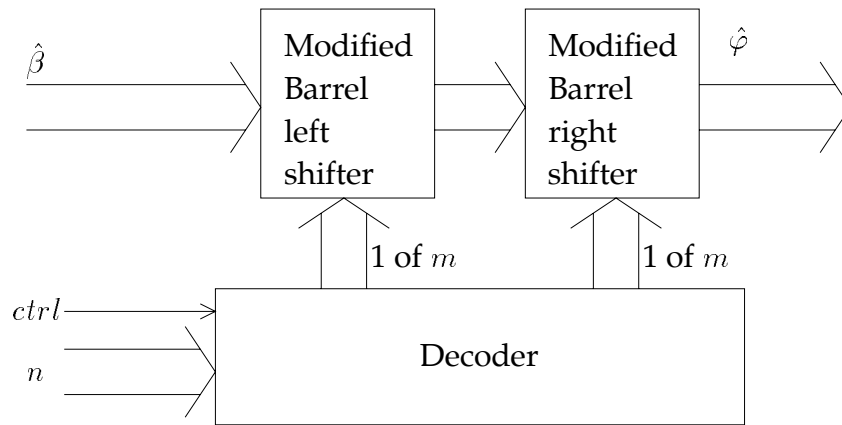 β̂
Modified
Barrel
left
shifter
Modified
Barrel
right
shifter
φ̂
1 of m
1 of m
ctrl
n
Decoder